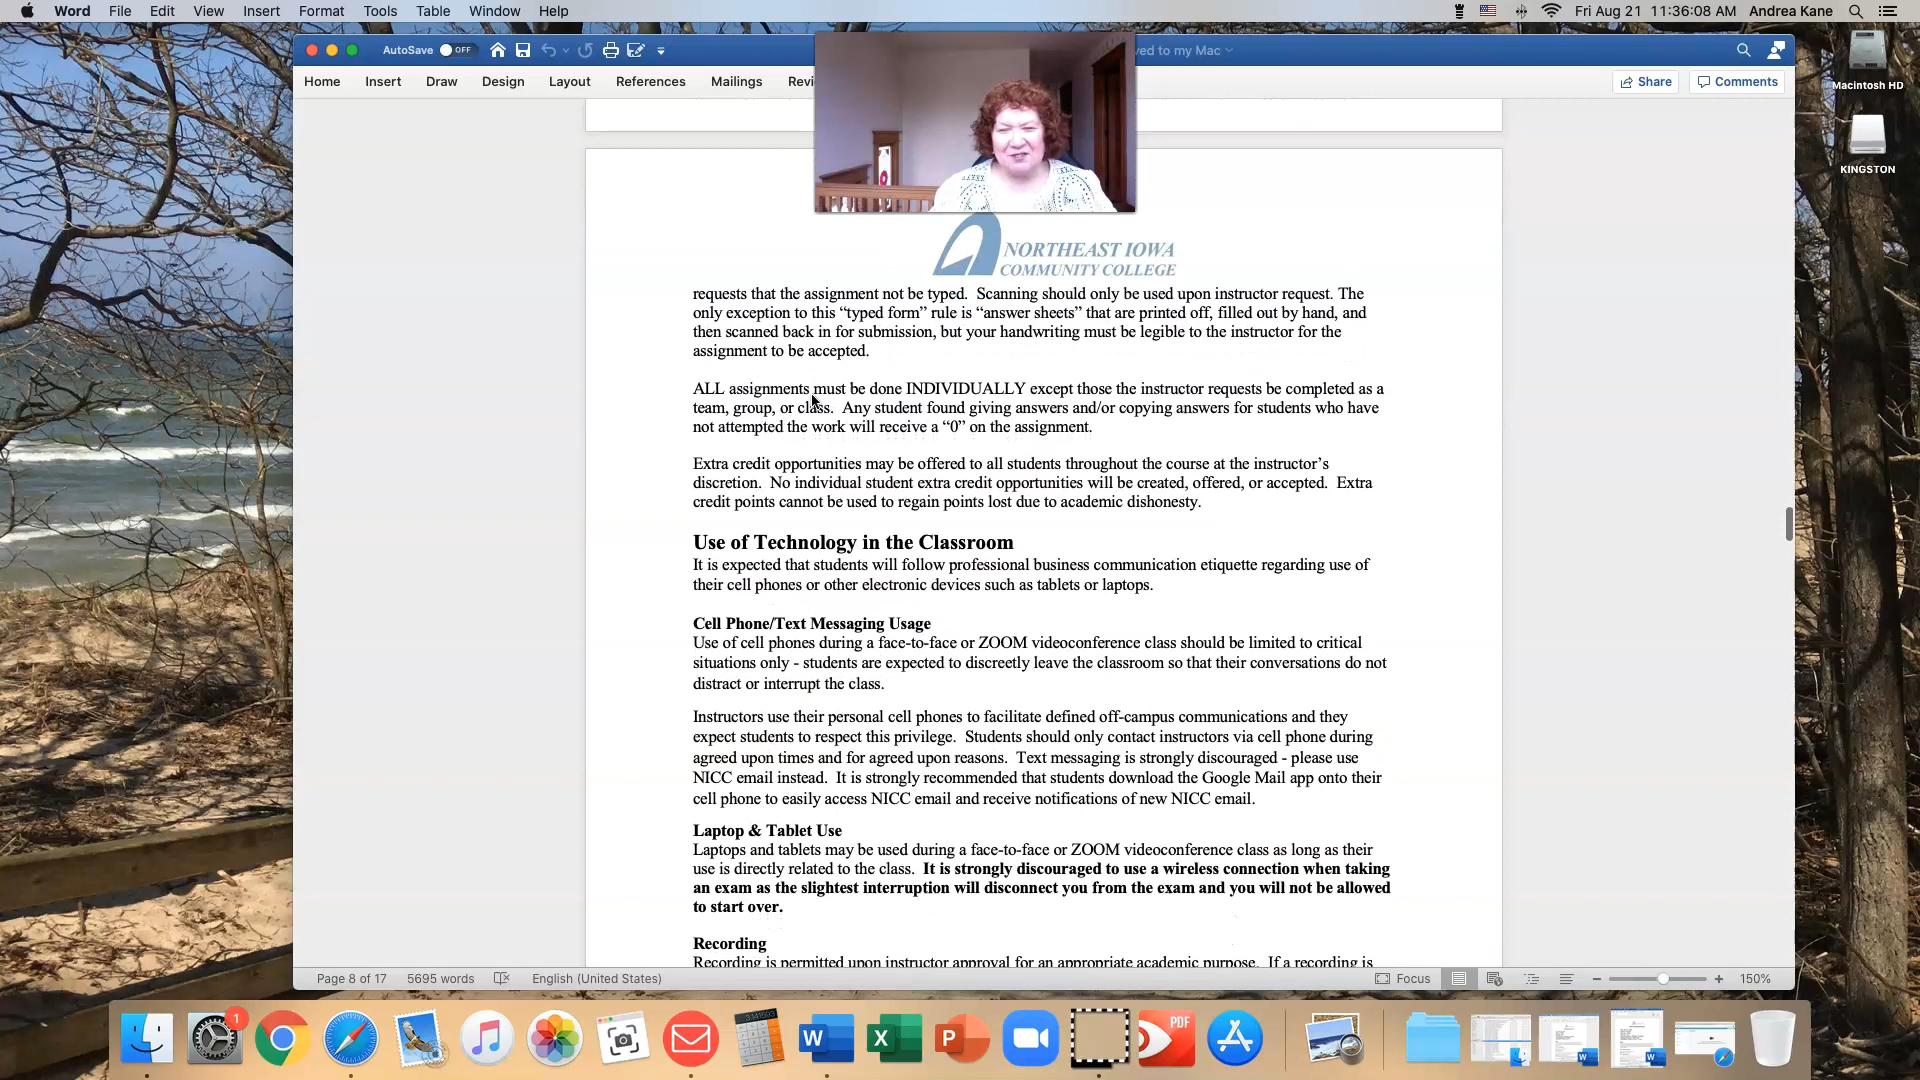 Word File Edit View Insert Format Tools Table Window Help
Fri Aug 21 11:36:08 AM Andrea Kane
AutoSave OFF
ved to my Mac
Home Insert Draw Design Layout References Mailings Revi
Share Comments
Macintosh HD
KINGSTON
NORTHEAST IOWA
COMMUNITY COLLEGE
requests that the assignment not be typed. Scanning should only be used upon instructor request. The
only exception to this “typed form” rule is “answer sheets” that are printed off, filled out by hand, and
then scanned back in for submission, but your handwriting must be legible to the instructor for the
assignment to be accepted.
ALL assignments must be done INDIVIDUALLY except those the instructor requests be completed as a
team, group, or class. Any student found giving answers and/or copying answers for students who have
not attempted the work will receive a “0” on the assignment.
Extra credit opportunities may be offered to all students throughout the course at the instructor’s
discretion. No individual student extra credit opportunities will be created, offered, or accepted. Extra
credit points cannot be used to regain points lost due to academic dishonesty.
Use of Technology in the Classroom
It is expected that students will follow professional business communication etiquette regarding use of
their cell phones or other electronic devices such as tablets or laptops.
Cell Phone/Text Messaging Usage
Use of cell phones during a face-to-face or ZOOM videoconference class should be limited to critical
situations only - students are expected to discreetly leave the classroom so that their conversations do not
distract or interrupt the class.
Instructors use their personal cell phones to facilitate defined off-campus communications and they
expect students to respect this privilege. Students should only contact instructors via cell phone during
agreed upon times and for agreed upon reasons. Text messaging is strongly discouraged - please use
NICC email instead. It is strongly recommended that students download the Google Mail app onto their
cell phone to easily access NICC email and receive notifications of new NICC email.
Laptop & Tablet Use
Laptops and tablets may be used during a face-to-face or ZOOM videoconference class as long as their
use is directly related to the class. It is strongly discouraged to use a wireless connection when taking
an exam as the slightest interruption will disconnect you from the exam and you will not be allowed
to start over.
Recording
Recording is permitted upon instructor approval for an appropriate academic purpose. If a recording is
Page 8 of 17 5695 words English (United States)
Focus 150%
1
W X P PDF